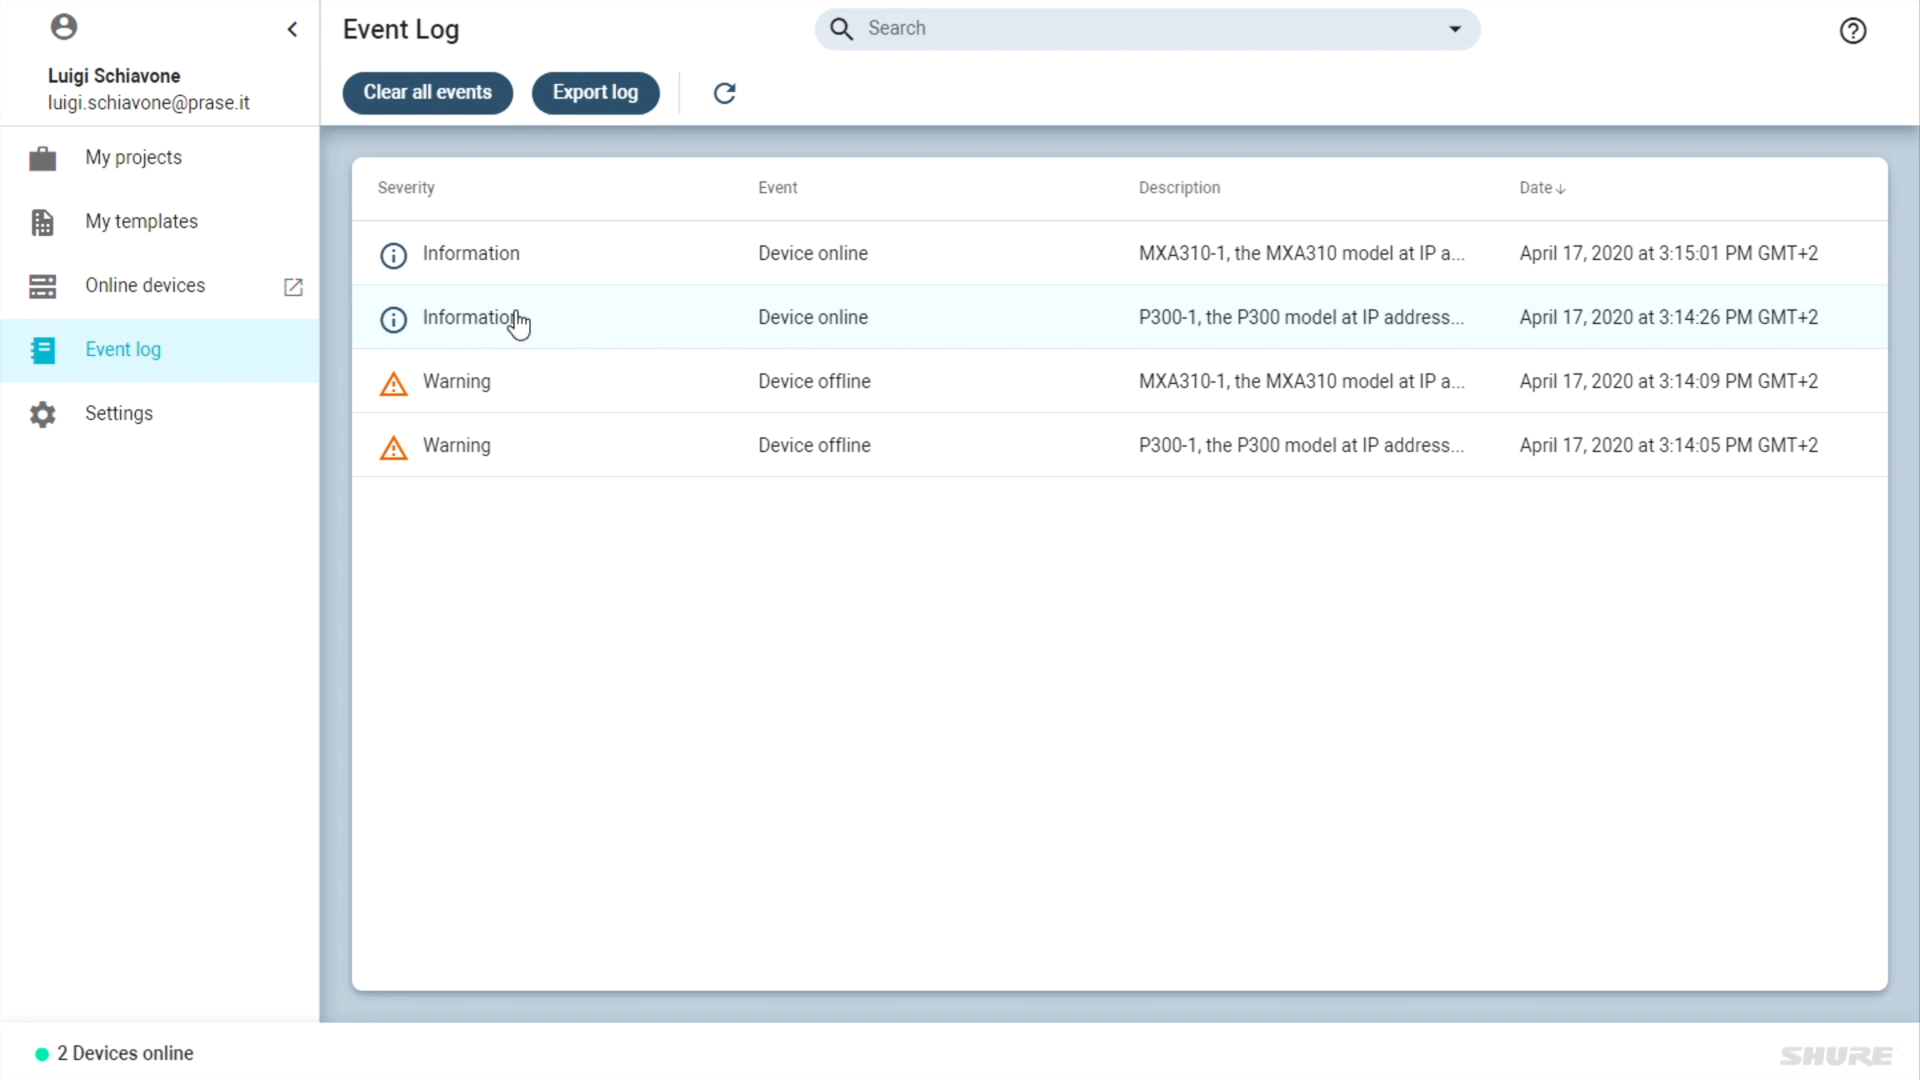 Luigi Schiavone
luigi.schiavone@prase.it
My projects
My templates
Online devices
Event log
Settings
Event Log
Search
Clear all events
Export log
Severity Event Description Date
Information Device online MXA310-1, the MXA310 model at IP a... April 17, 2020 at 3:15:01 PM GMT+2
Information Device online P300-1, the P300 model at IP address... April 17, 2020 at 3:14:26 PM GMT+2
Warning Device offline MXA310-1, the MXA310 model at IP a... April 17, 2020 at 3:14:09 PM GMT+2
Warning Device offline P300-1, the P300 model at IP address... April 17, 2020 at 3:14:05 PM GMT+2
2 Devices online
SHURE